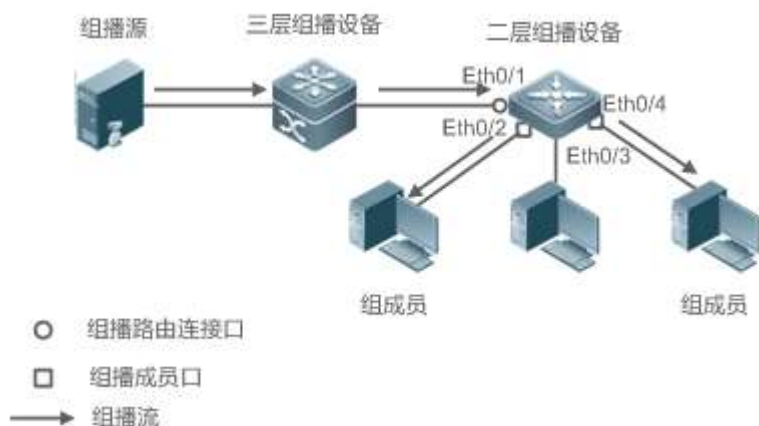 组播源
三层组播设备
二层组播设备
Eth0/1
Eth0/4
Eth0/2
Eth0/3
组成员
组成员
组播路由连接口
组播成员口
组播流